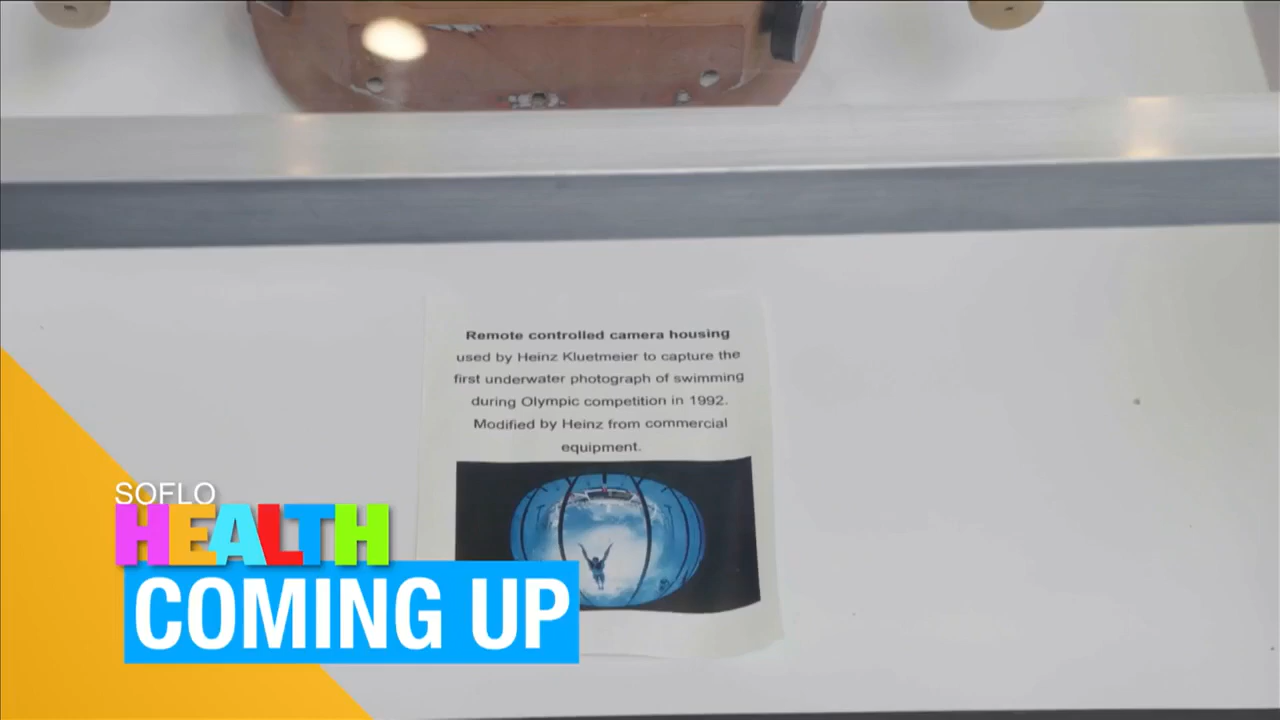 Remote controlled camera housing
used by Heinz Kluetmeier to capture the
first underwater photograph of swimming
during Olympic competition in 1992.
Modified by Heinz from commercial
equipment.
SOFLO
HEALTH
COMING UP